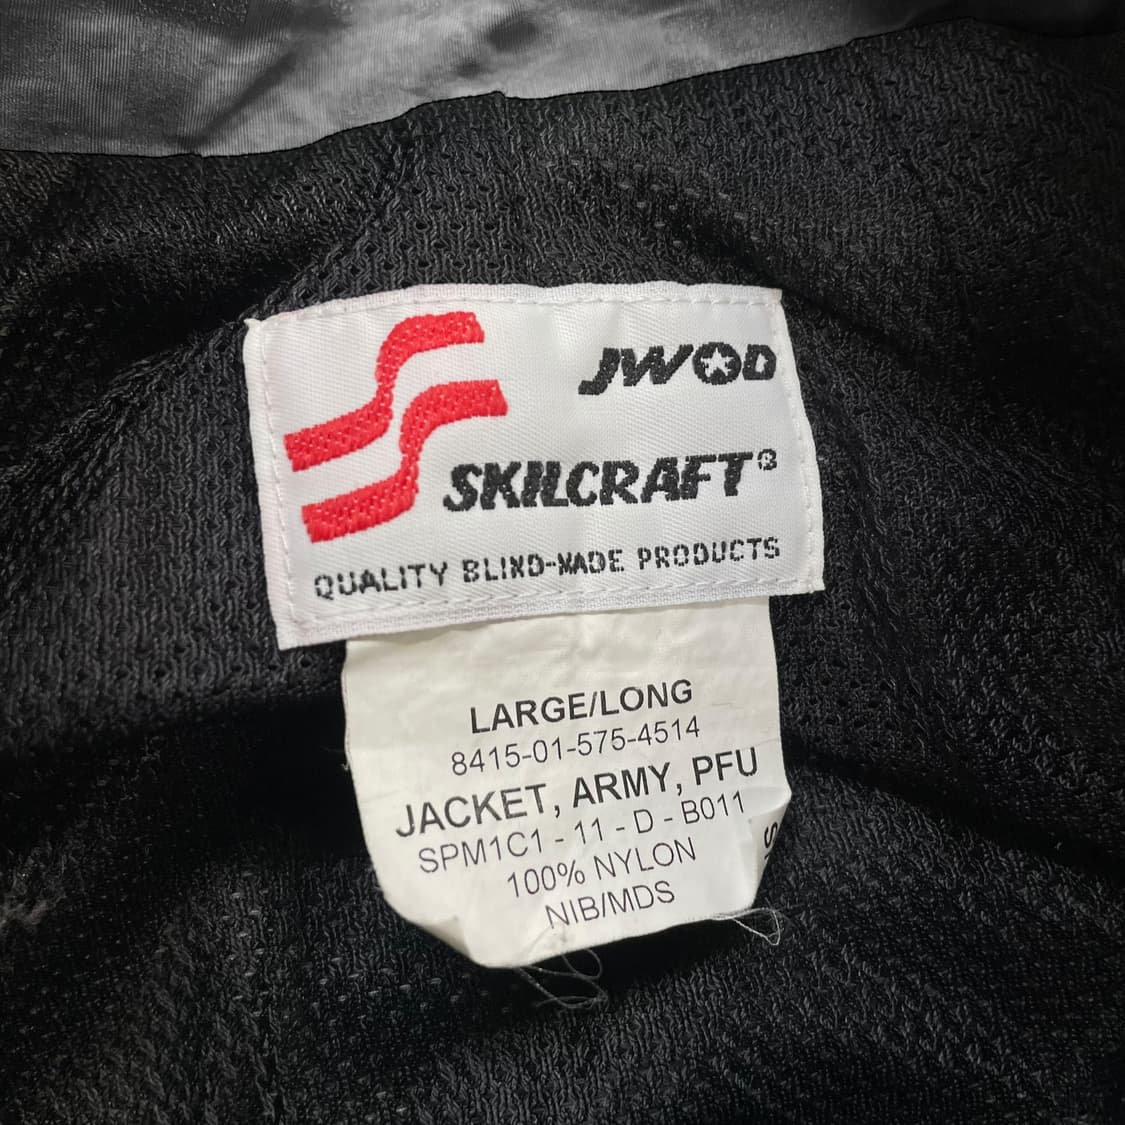 JWOD
SKILCRAFT®
QUALITY BLIND-MADE PRODUCTS
LARGE/LONG
8415-01-575-4514
JACKET, ARMY, PFU
SPM1C1 - 11 - D - B011
100% NYLON
NIB/MDS
S